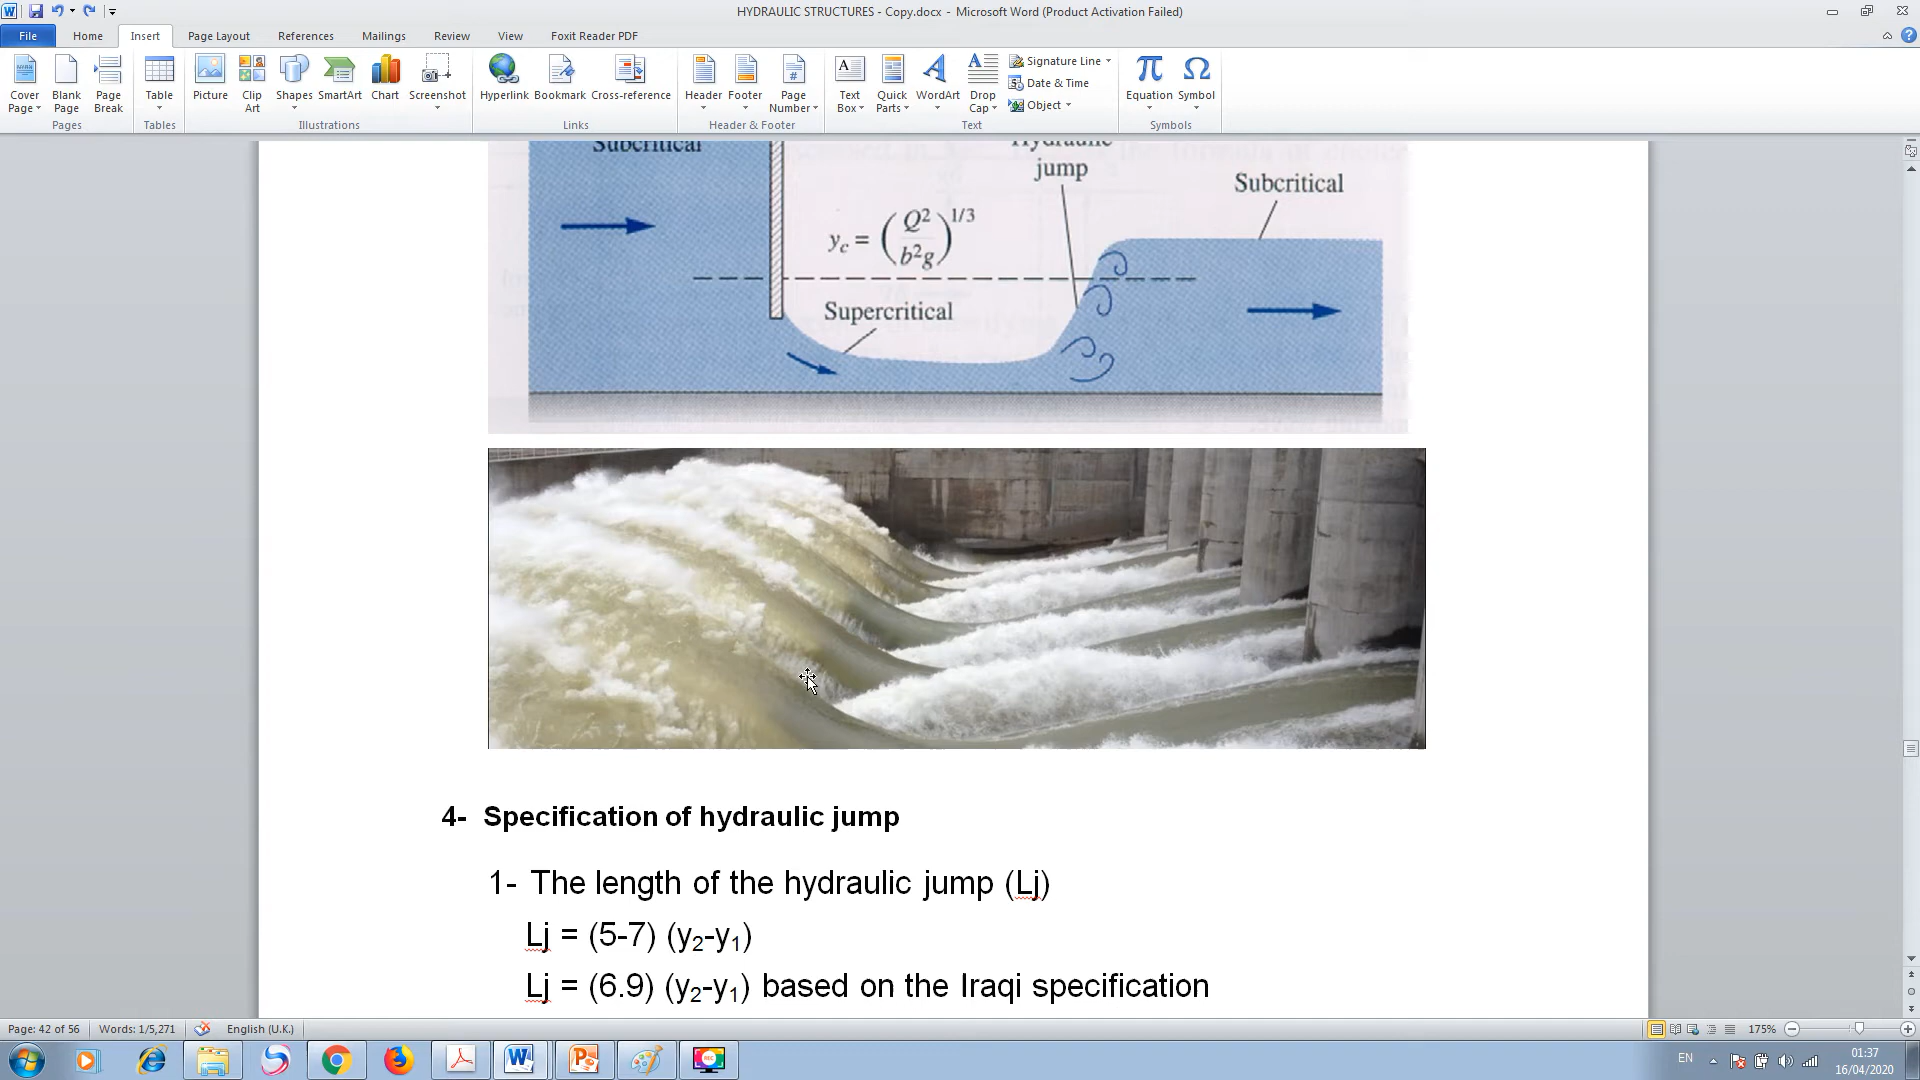 HYDRAULIC STRUCTURES - Copy.docx - Microsoft Word (Product Activation Failed)
File Home Insert Page Layout References Mailings Review View Foxit Reader PDF
Cover Page Blank Page Page Break Table Picture Clip Art Shapes SmartArt Chart Screenshot Hyperlink Bookmark Cross-reference Header Footer Page Number Text Box Quick Parts WordArt Drop Cap Signature Line Date & Time Object Equation Symbol
Pages Tables Illustrations Links Header & Footer Text Symbols
Subcritical
Hydraulic
jump
Subcritical
y_c = (Q²/b²g)^1/3
Supercritical
4- Specification of hydraulic jump
1- The length of the hydraulic jump (Lj)
Lj = (5-7) (y₂-y₁)
Lj = (6.9) (y₂-y₁) based on the Iraqi specification
Page: 42 of 56 Words: 1/5,271 English (U.K.) 175%
EN 01:37
16/04/2020